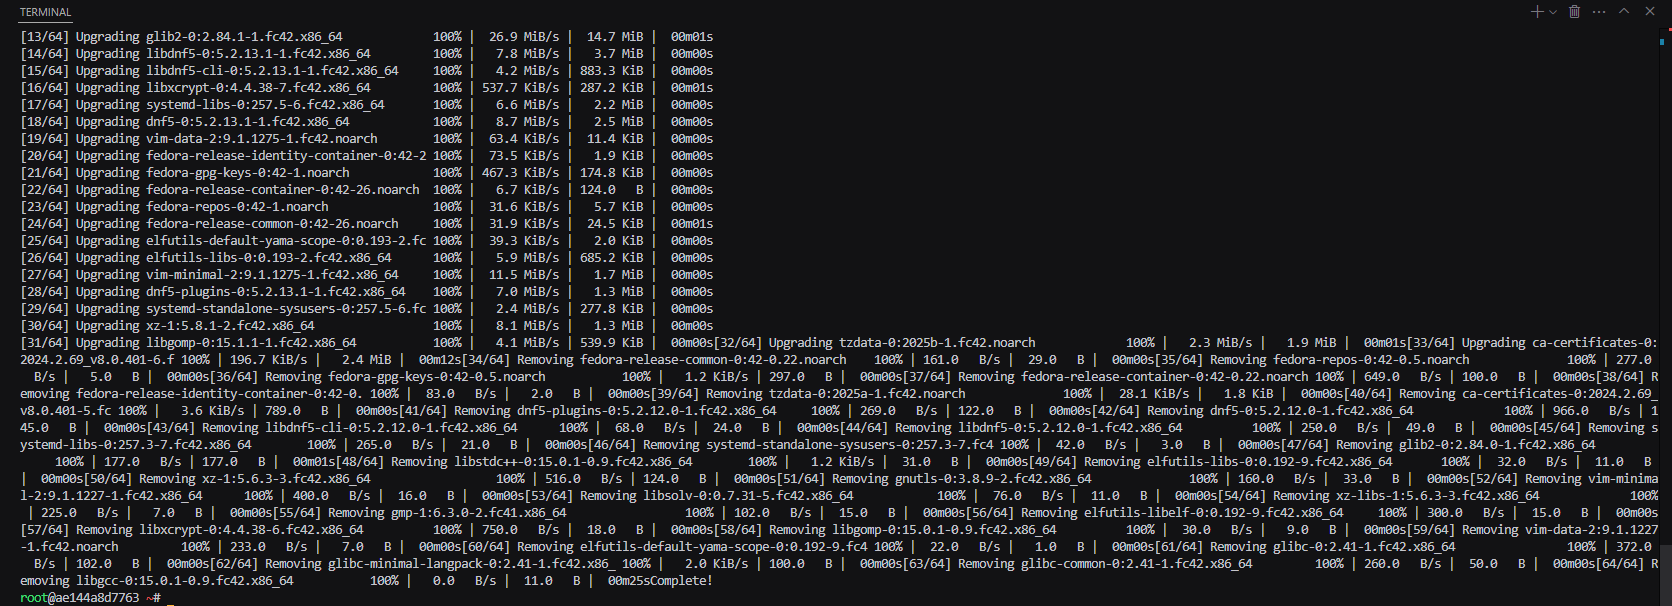 TERMINAL
[13/64] Upgrading glib2-0:2.84.1-1.fc42.x86_64 100% | 26.9 MiB/s | 14.7 MiB | 00m01s
[14/64] Upgrading libdnf5-0:5.2.13.1-1.fc42.x86_64 100% | 7.8 MiB/s | 3.7 MiB | 00m00s
[15/64] Upgrading libdnf5-cli-0:5.2.13.1-1.fc42.x86_64 100% | 4.2 MiB/s | 883.3 KiB | 00m00s
[16/64] Upgrading libxcrypt-0:4.4.38-7.fc42.x86_64 100% | 537.7 KiB/s | 287.2 KiB | 00m01s
[17/64] Upgrading systemd-libs-0:257.5-6.fc42.x86_64 100% | 6.6 MiB/s | 2.2 MiB | 00m00s
[18/64] Upgrading dnf5-0:5.2.13.1-1.fc42.x86_64 100% | 8.7 MiB/s | 2.5 MiB | 00m00s
[19/64] Upgrading vim-data-2:9.1.1275-1.fc42.noarch 100% | 63.4 KiB/s | 11.4 KiB | 00m00s
[20/64] Upgrading fedora-release-identity-container-0:42-2 100% | 73.5 KiB/s | 1.9 KiB | 00m00s
[21/64] Upgrading fedora-gpg-keys-0:42-1.noarch 100% | 467.3 KiB/s | 174.8 KiB | 00m00s
[22/64] Upgrading fedora-release-container-0:42-26.noarch 100% | 6.7 KiB/s | 124.0 B | 00m00s
[23/64] Upgrading fedora-repos-0:42-1.noarch 100% | 31.6 KiB/s | 5.7 KiB | 00m00s
[24/64] Upgrading fedora-release-common-0:42-26.noarch 100% | 31.9 KiB/s | 24.5 KiB | 00m01s
[25/64] Upgrading elfutils-default-yama-scope-0:0.193-2.fc 100% | 39.3 KiB/s | 2.0 KiB | 00m00s
[26/64] Upgrading elfutils-libs-0:0.193-2.fc42.x86_64 100% | 5.9 MiB/s | 685.2 KiB | 00m00s
[27/64] Upgrading vim-minimal-2:9.1.1275-1.fc42.x86_64 100% | 11.5 MiB/s | 1.7 MiB | 00m00s
[28/64] Upgrading dnf5-plugins-0:5.2.13.1-1.fc42.x86_64 100% | 7.0 MiB/s | 1.3 MiB | 00m00s
[29/64] Upgrading systemd-standalone-sysusers-0:257.5-6.fc 100% | 2.4 MiB/s | 277.8 KiB | 00m00s
[30/64] Upgrading xz-1:5.8.1-2.fc42.x86_64 100% | 8.1 MiB/s | 1.3 MiB | 00m00s
[31/64] Upgrading libgomp-0:15.1.1-1.fc42.x86_64 100% | 4.1 MiB/s | 539.9 KiB | 00m00s[32/64] Upgrading tzdata-0:2025b-1.fc42.noarch 100% | 2.3 MiB/s | 1.9 MiB | 00m01s[33/64] Upgrading ca-certificates-0:
2024.2.69_v8.0.401-6.f 100% | 196.7 KiB/s | 2.4 MiB | 00m12s[34/64] Removing fedora-release-common-0:42-0.22.noarch 100% | 161.0 B/s | 29.0 B | 00m00s[35/64] Removing fedora-repos-0:42-0.5.noarch 100% | 277.0
B/s | 5.0 B | 00m00s[36/64] Removing fedora-gpg-keys-0:42-0.5.noarch 100% | 1.2 KiB/s | 297.0 B | 00m00s[37/64] Removing fedora-release-container-0:42-0.22.noarch 100% | 649.0 B/s | 100.0 B | 00m00s[38/64] R
emoving fedora-release-identity-container-0:42-0. 100% | 83.0 B/s | 2.0 B | 00m00s[39/64] Removing tzdata-0:2025a-1.fc42.noarch 100% | 28.1 KiB/s | 1.8 KiB | 00m00s[40/64] Removing ca-certificates-0:2024.2.69_
v8.0.401-5.fc 100% | 3.6 KiB/s | 789.0 B | 00m00s[41/64] Removing dnf5-plugins-0:5.2.12.0-1.fc42.x86_64 100% | 269.0 B/s | 122.0 B | 00m00s[42/64] Removing dnf5-0:5.2.12.0-1.fc42.x86_64 100% | 966.0 B/s | 1
45.0 B | 00m00s[43/64] Removing libdnf5-cli-0:5.2.12.0-1.fc42.x86_64 100% | 68.0 B/s | 24.0 B | 00m00s[44/64] Removing libdnf5-0:5.2.12.0-1.fc42.x86_64 100% | 250.0 B/s | 49.0 B | 00m00s[45/64] Removing s
ystemd-libs-0:257.3-7.fc42.x86_64 100% | 265.0 B/s | 21.0 B | 00m00s[46/64] Removing systemd-standalone-sysusers-0:257.3-7.fc4 100% | 42.0 B/s | 3.0 B | 00m00s[47/64] Removing glib2-0:2.84.0-1.fc42.x86_64
100% | 177.0 B/s | 177.0 B | 00m01s[48/64] Removing libstdc++-0:15.0.1-0.9.fc42.x86_64 100% | 1.2 KiB/s | 31.0 B | 00m00s[49/64] Removing elfutils-libs-0:0.192-9.fc42.x86_64 100% | 32.0 B/s | 11.0 B
| 00m00s[50/64] Removing xz-1:5.6.3-3.fc42.x86_64 100% | 516.0 B/s | 124.0 B | 00m00s[51/64] Removing gnutls-0:3.8.9-2.fc42.x86_64 100% | 160.0 B/s | 33.0 B | 00m00s[52/64] Removing vim-minima
l-2:9.1.1227-1.fc42.x86_64 100% | 400.0 B/s | 16.0 B | 00m00s[53/64] Removing libsolv-0:0.7.31-5.fc42.x86_64 100% | 76.0 B/s | 11.0 B | 00m00s[54/64] Removing xz-libs-1:5.6.3-3.fc42.x86_64 100%
| 225.0 B/s | 7.0 B | 00m00s[55/64] Removing gmp-1:6.3.0-2.fc41.x86_64 100% | 102.0 B/s | 15.0 B | 00m00s[56/64] Removing elfutils-libelf-0:0.192-9.fc42.x86_64 100% | 300.0 B/s | 15.0 B | 00m00s
[57/64] Removing libxcrypt-0:4.4.38-6.fc42.x86_64 100% | 750.0 B/s | 18.0 B | 00m00s[58/64] Removing libgomp-0:15.0.1-0.9.fc42.x86_64 100% | 30.0 B/s | 9.0 B | 00m00s[59/64] Removing vim-data-2:9.1.1227
-1.fc42.noarch 100% | 233.0 B/s | 7.0 B | 00m00s[60/64] Removing elfutils-default-yama-scope-0:0.192-9.fc4 100% | 22.0 B/s | 1.0 B | 00m00s[61/64] Removing glibc-0:2.41-1.fc42.x86_64 100% | 372.0
B/s | 102.0 B | 00m00s[62/64] Removing glibc-minimal-langpack-0:2.41-1.fc42.x86_ 100% | 2.0 KiB/s | 100.0 B | 00m00s[63/64] Removing glibc-common-0:2.41-1.fc42.x86_64 100% | 260.0 B/s | 50.0 B | 00m00s[64/64] R
emoving libgcc-0:15.0.1-0.9.fc42.x86_64 100% | 0.0 B/s | 11.0 B | 00m25sComplete!
root@ae144a8d7763 ~# _